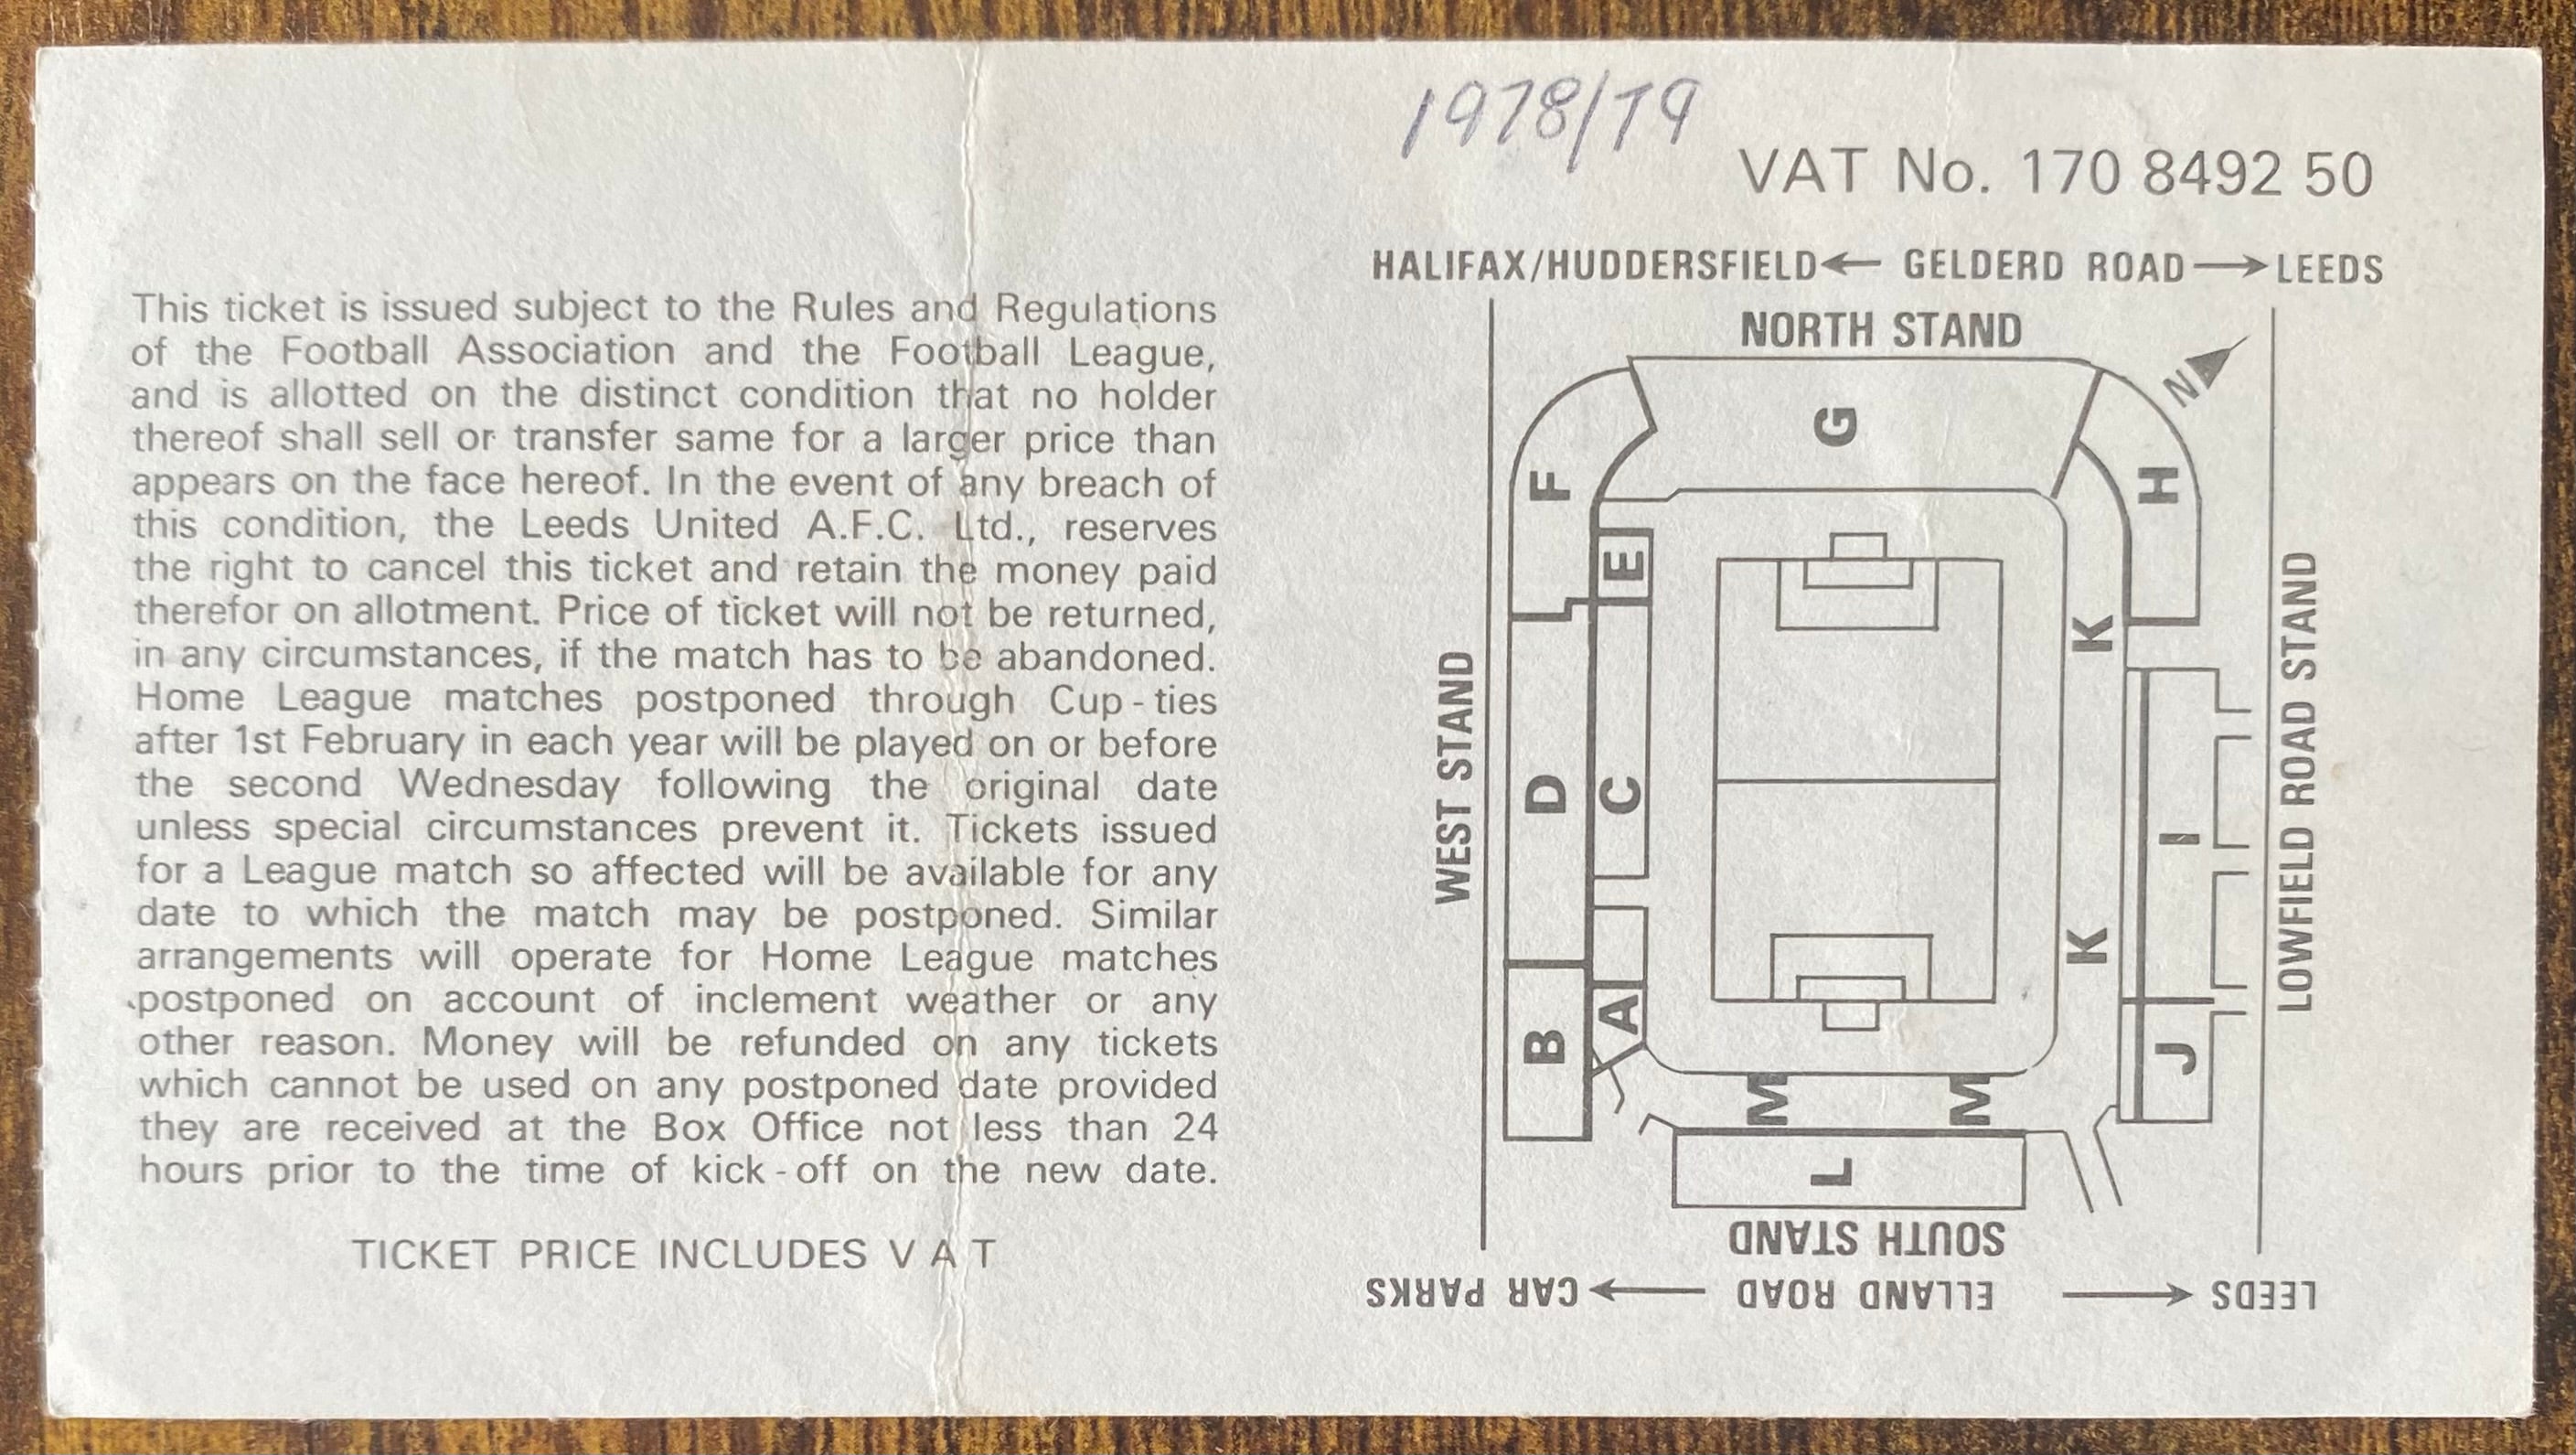 1978/79
VAT No. 170 8492 50
This ticket is issued subject to the Rules and Regulations
of the Football Association and the Football League,
and is allotted on the distinct condition that no holder
thereof shall sell or transfer same for a larger price than
appears on the face hereof. In the event of any breach of
this condition, the Leeds United A.F.C. Ltd., reserves
the right to cancel this ticket and retain the money paid
therefor on allotment. Price of ticket will not be returned,
in any circumstances, if the match has to be abandoned.
Home League matches postponed through Cup-ties
after 1st February in each year will be played on or before
the second Wednesday following the original date
unless special circumstances prevent it. Tickets issued
for a League match so affected will be available for any
date to which the match may be postponed. Similar
arrangements will operate for Home League matches
postponed on account of inclement weather or any
other reason. Money will be refunded on any tickets
which cannot be used on any postponed date provided
they are received at the Box Office not less than 24
hours prior to the time of kick-off on the new date.
TICKET PRICE INCLUDES V A T
HALIFAX/HUDDERSFIELD ← GELDERD ROAD → LEEDS
NORTH STAND
N
G
F
H
E
K
WEST STAND
D
C
I
LOWFIELD ROAD STAND
K
B
A
J
M
M
L
SOUTH STAND
CAR PARKS ← ELLAND ROAD → LEEDS